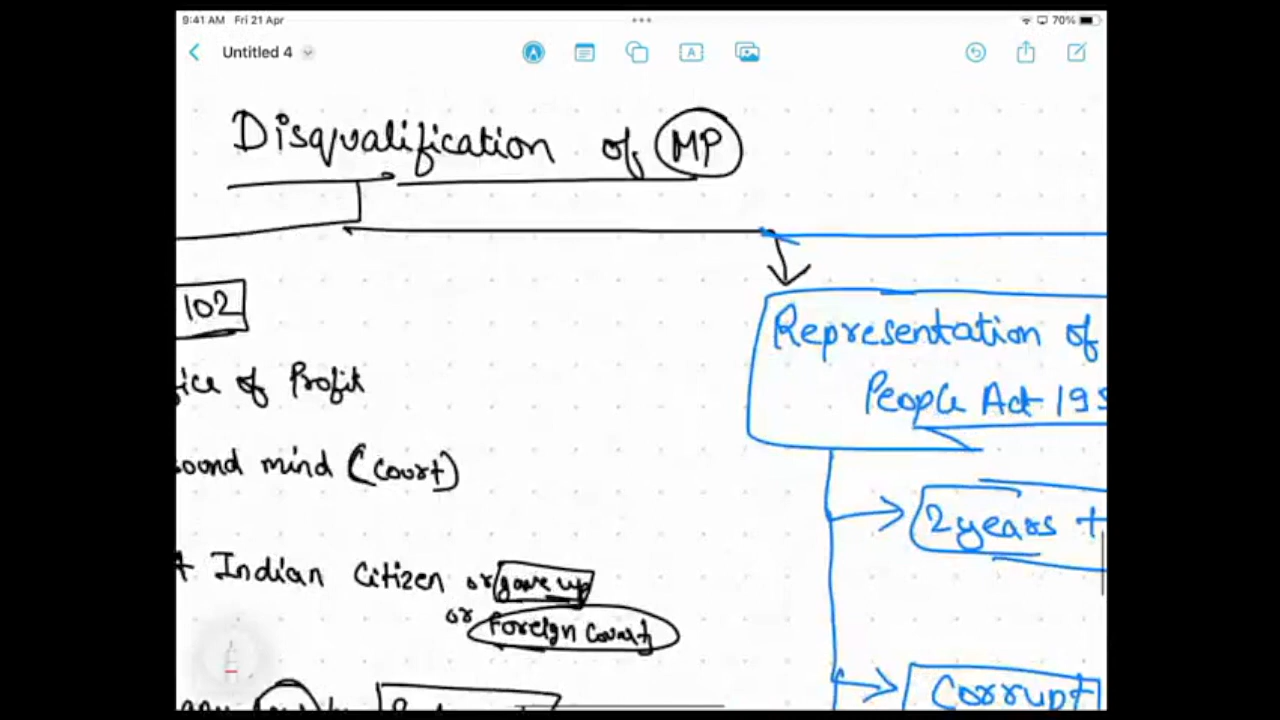 9:41 AM Fri 21 Apr
70%
Untitled 4
A
Disqualification of MP
102
fice of Profit
sound mind (Court)
Indian Citizen or gave up
or Foreign Court
Representation of
People Act 195
2 years +
Corrupt